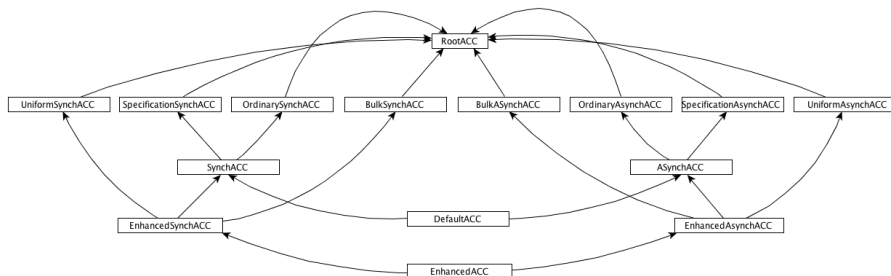 RootACC
UniformSynchACC SpecificationSynchACC OrdinarySynchACC BulkSynchACC BulkASynchACC OrdinaryAsynchACC SpecificationAsynchACC UniformAsynchACC
SynchACC ASynchACC
EnhancedSynchACC DefaultACC EnhancedAsynchACC
EnhancedACC